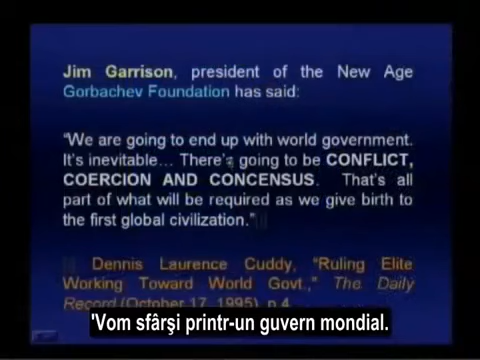 Jim Garrison, president of the New Age
Gorbachev Foundation has said:
“We are going to end up with world government.
It's inevitable... There's going to be CONFLICT,
COERCION AND CONCENSUS. That's all
part of what will be required as we give birth to
the first global civilization.”
Dennis Laurence Cuddy, “Ruling Elite
Working Toward World Govt.,” The Daily
Record (October 17, 1995), p.4
'Vom sfârşi printr-un guvern mondial.